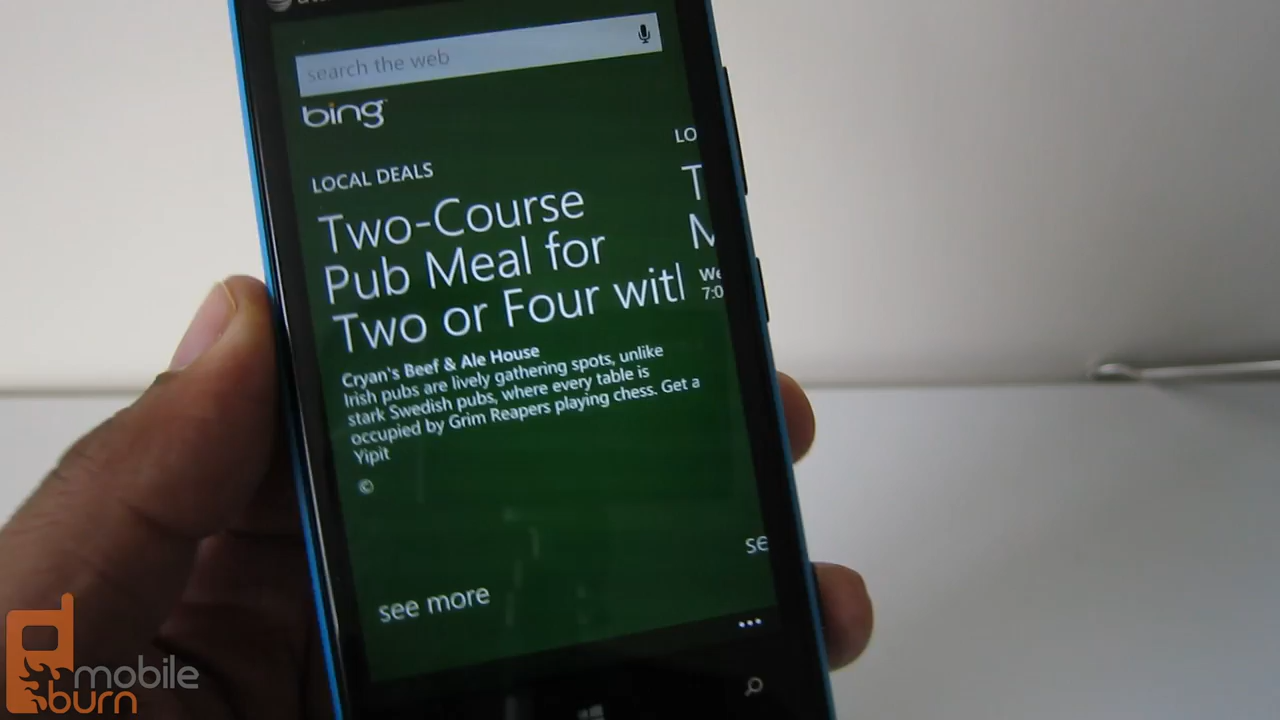 search the web
bing
LOCAL DEALS
Two-Course
Pub Meal for
Two or Four with
Cryan's Beef & Ale House
Irish pubs are lively gathering spots, unlike
stark Swedish pubs, where every table is
occupied by Grim Reapers playing chess. Get a
Yipit
©
see more
LO
T
M
We
7:0
se
mobile
burn